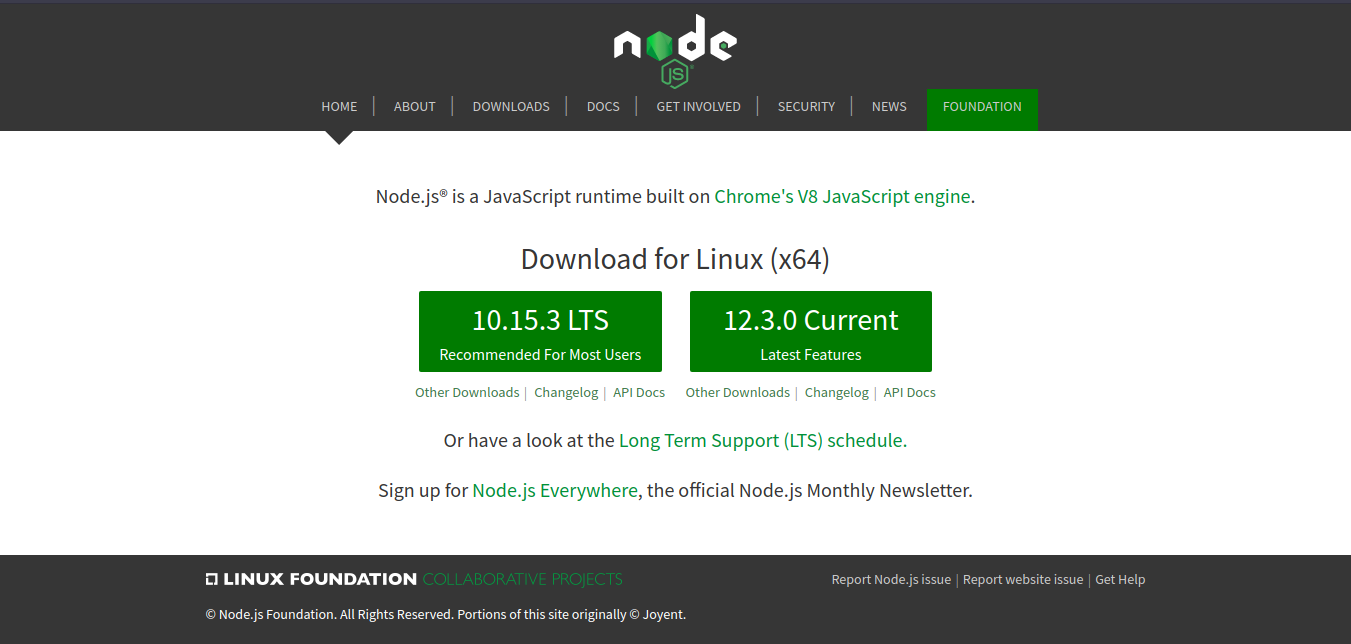 node
JS
HOME | ABOUT | DOWNLOADS | DOCS | GET INVOLVED | SECURITY | NEWS FOUNDATION
Node.js® is a JavaScript runtime built on Chrome's V8 JavaScript engine.
Download for Linux (x64)
10.15.3 LTS
Recommended For Most Users
12.3.0 Current
Latest Features
Other Downloads | Changelog | API Docs
Other Downloads | Changelog | API Docs
Or have a look at the Long Term Support (LTS) schedule.
Sign up for Node.js Everywhere, the official Node.js Monthly Newsletter.
LINUX FOUNDATION COLLABORATIVE PROJECTS
Report Node.js issue | Report website issue | Get Help
© Node.js Foundation. All Rights Reserved. Portions of this site originally © Joyent.